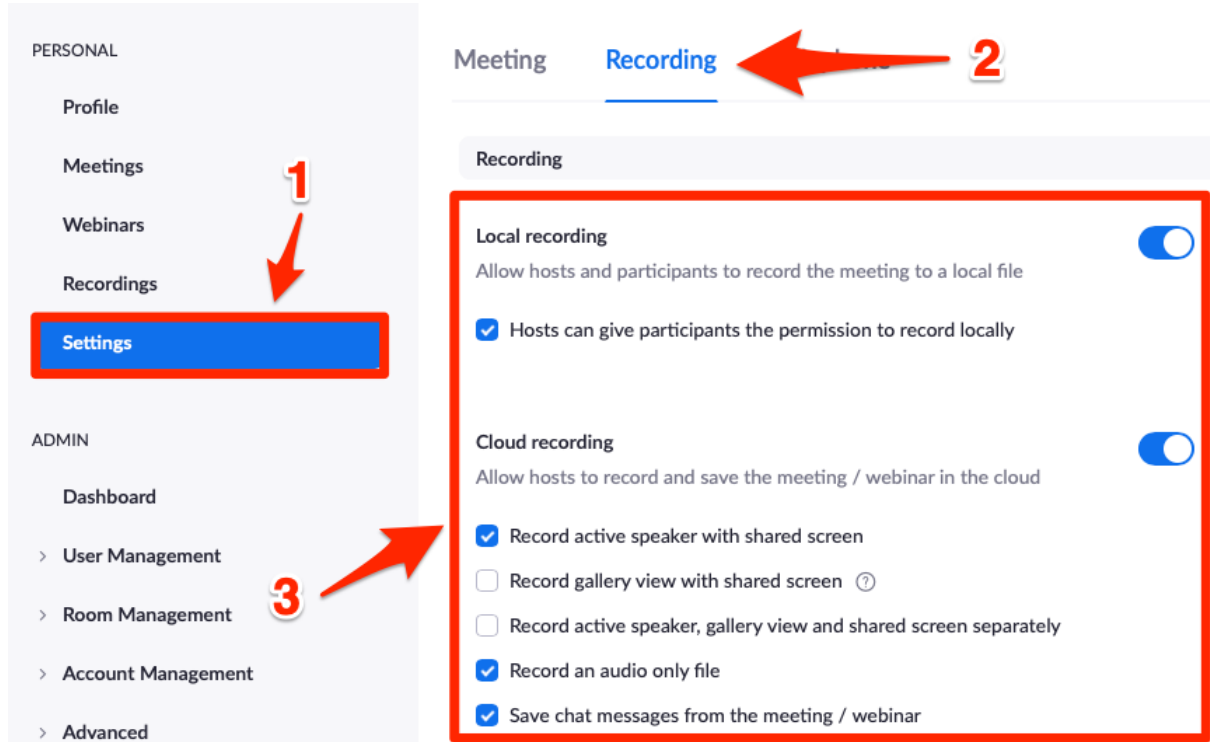 PERSONAL
Profile
Meetings
Webinars
Recordings
Settings
ADMIN
Dashboard
User Management
Room Management
Account Management
Advanced
1
Meeting Recording
2
Recording
Local recording
Allow hosts and participants to record the meeting to a local file
Hosts can give participants the permission to record locally
Cloud recording
Allow hosts to record and save the meeting / webinar in the cloud
3
Record active speaker with shared screen
Record gallery view with shared screen ?
Record active speaker, gallery view and shared screen separately
Record an audio only file
Save chat messages from the meeting / webinar